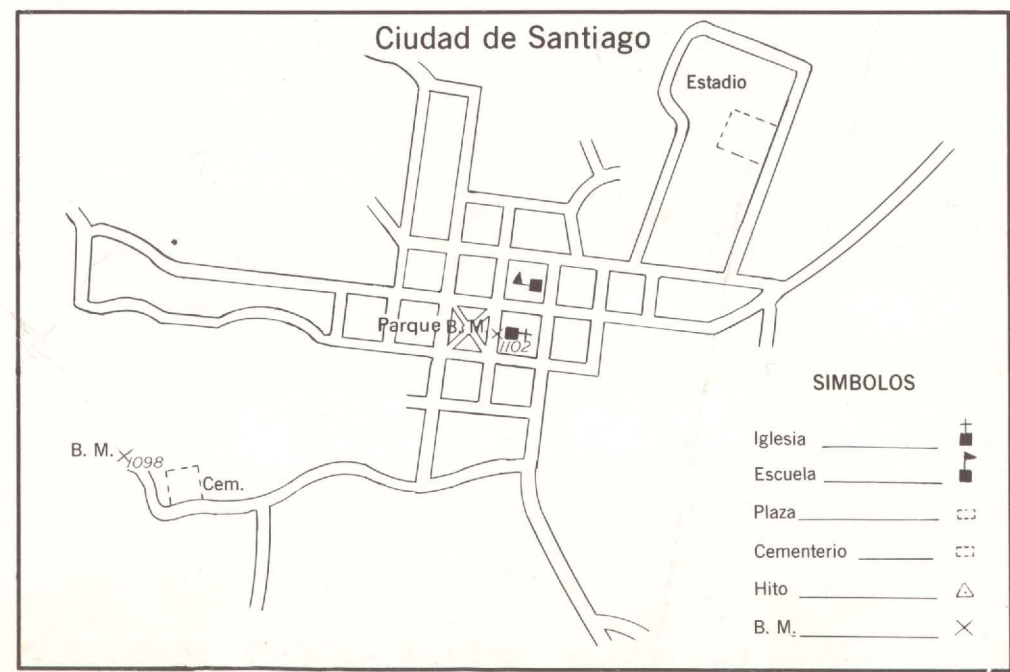 Ciudad de Santiago
Estadio
Parque B. M.
1102
B. M.
1098
Cem.
SIMBOLOS
Iglesia
Escuela
Plaza
Cementerio
Hito
B. M.